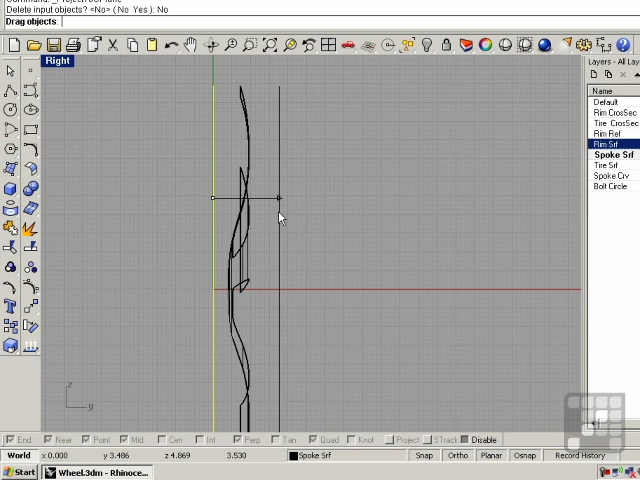 Delete input objects? <No> ( No Yes ): No
Drag objects:
Right
Layers - All Lay
Name
Default
Rim CrosSec
Tire CrosSec
Rim Ref
Rim Srf
Spoke Srf
Tire Srf
Spoke Crv
Bolt Circle
z
y
End Near Point Mid Cen Int Perp Tan Quad Knot Project STrack Disable
World x 0.000 y 3.486 z 4.869 3.530 Spoke Srf Snap Ortho Planar Osnap Record History
Start Wheel.3dm - Rhinoce...